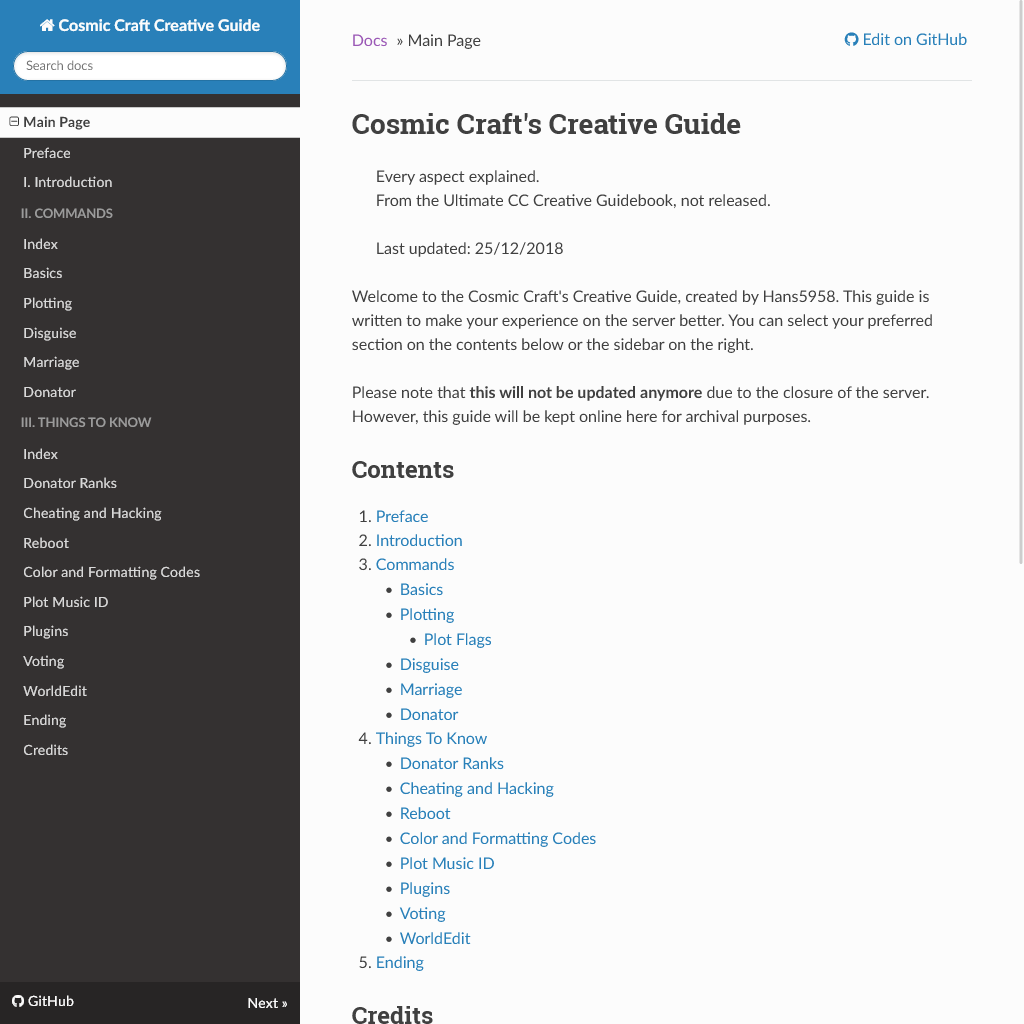 Cosmic Craft Creative Guide
Search docs
Main Page
Preface
I. Introduction
II. COMMANDS
Index
Basics
Plotting
Disguise
Marriage
Donator
III. THINGS TO KNOW
Index
Donator Ranks
Cheating and Hacking
Reboot
Color and Formatting Codes
Plot Music ID
Plugins
Voting
WorldEdit
Ending
Credits
GitHub
Next »
Docs » Main Page
Edit on GitHub
Cosmic Craft's Creative Guide
Every aspect explained.
From the Ultimate CC Creative Guidebook, not released.
Last updated: 25/12/2018
Welcome to the Cosmic Craft's Creative Guide, created by Hans5958. This guide is
written to make your experience on the server better. You can select your preferred
section on the contents below or the sidebar on the right.
Please note that this will not be updated anymore due to the closure of the server.
However, this guide will be kept online here for archival purposes.
Contents
1. Preface
2. Introduction
3. Commands
• Basics
• Plotting
• Plot Flags
• Disguise
• Marriage
• Donator
4. Things To Know
• Donator Ranks
• Cheating and Hacking
• Reboot
• Color and Formatting Codes
• Plot Music ID
• Plugins
• Voting
• WorldEdit
5. Ending
Credits